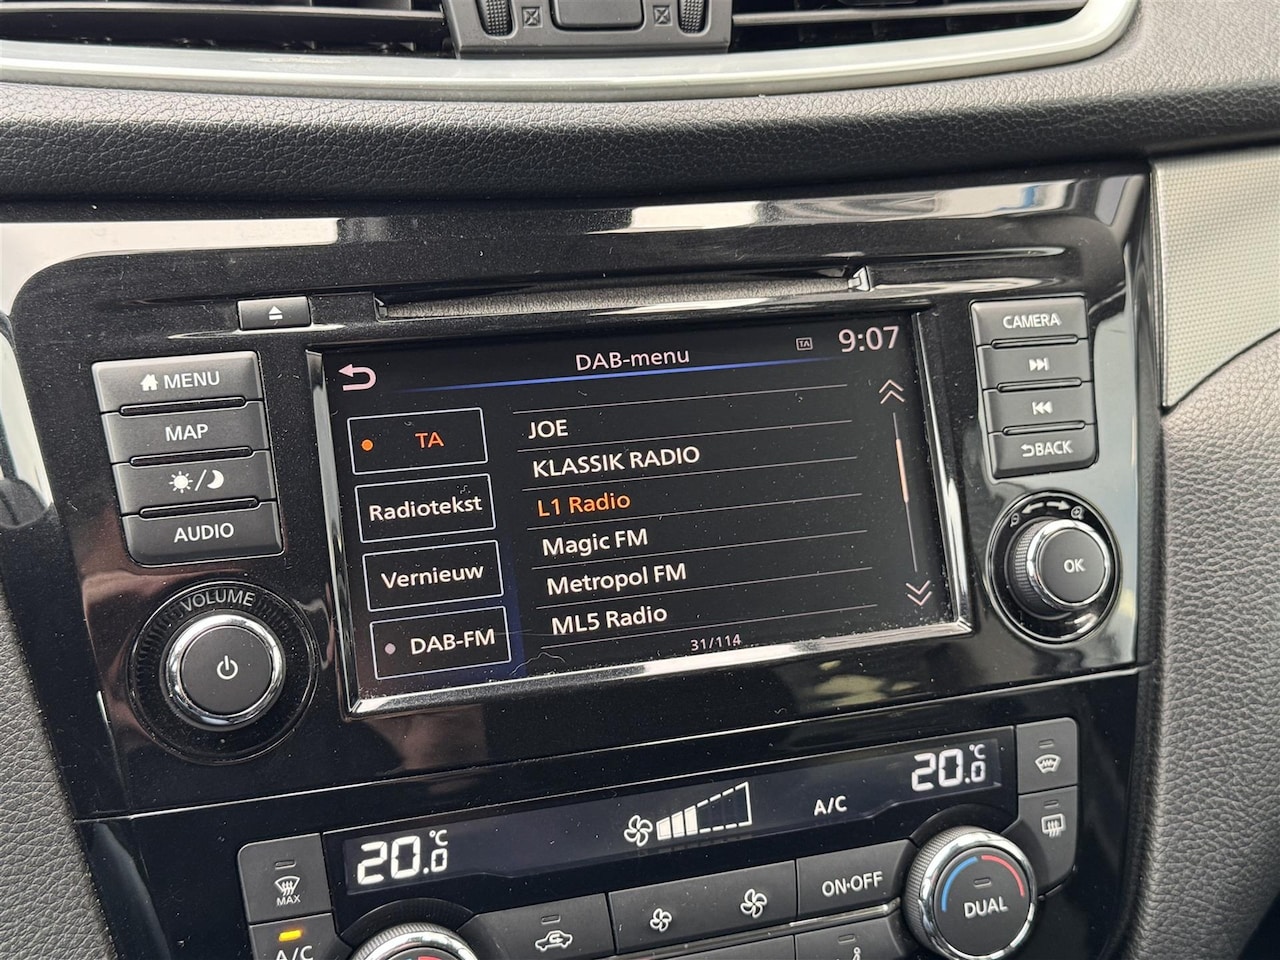 DAB-menu TA 9:07
TA
Radiotekst
Vernieuw
DAB-FM
JOE
KLASSIK RADIO
L1 Radio
Magic FM
Metropol FM
ML5 Radio
31/114
MENU
MAP
AUDIO
VOLUME
CAMERA
BACK
OK
20.0 °C
A/C
20.0 °C
MAX
A/C
ON·OFF
DUAL